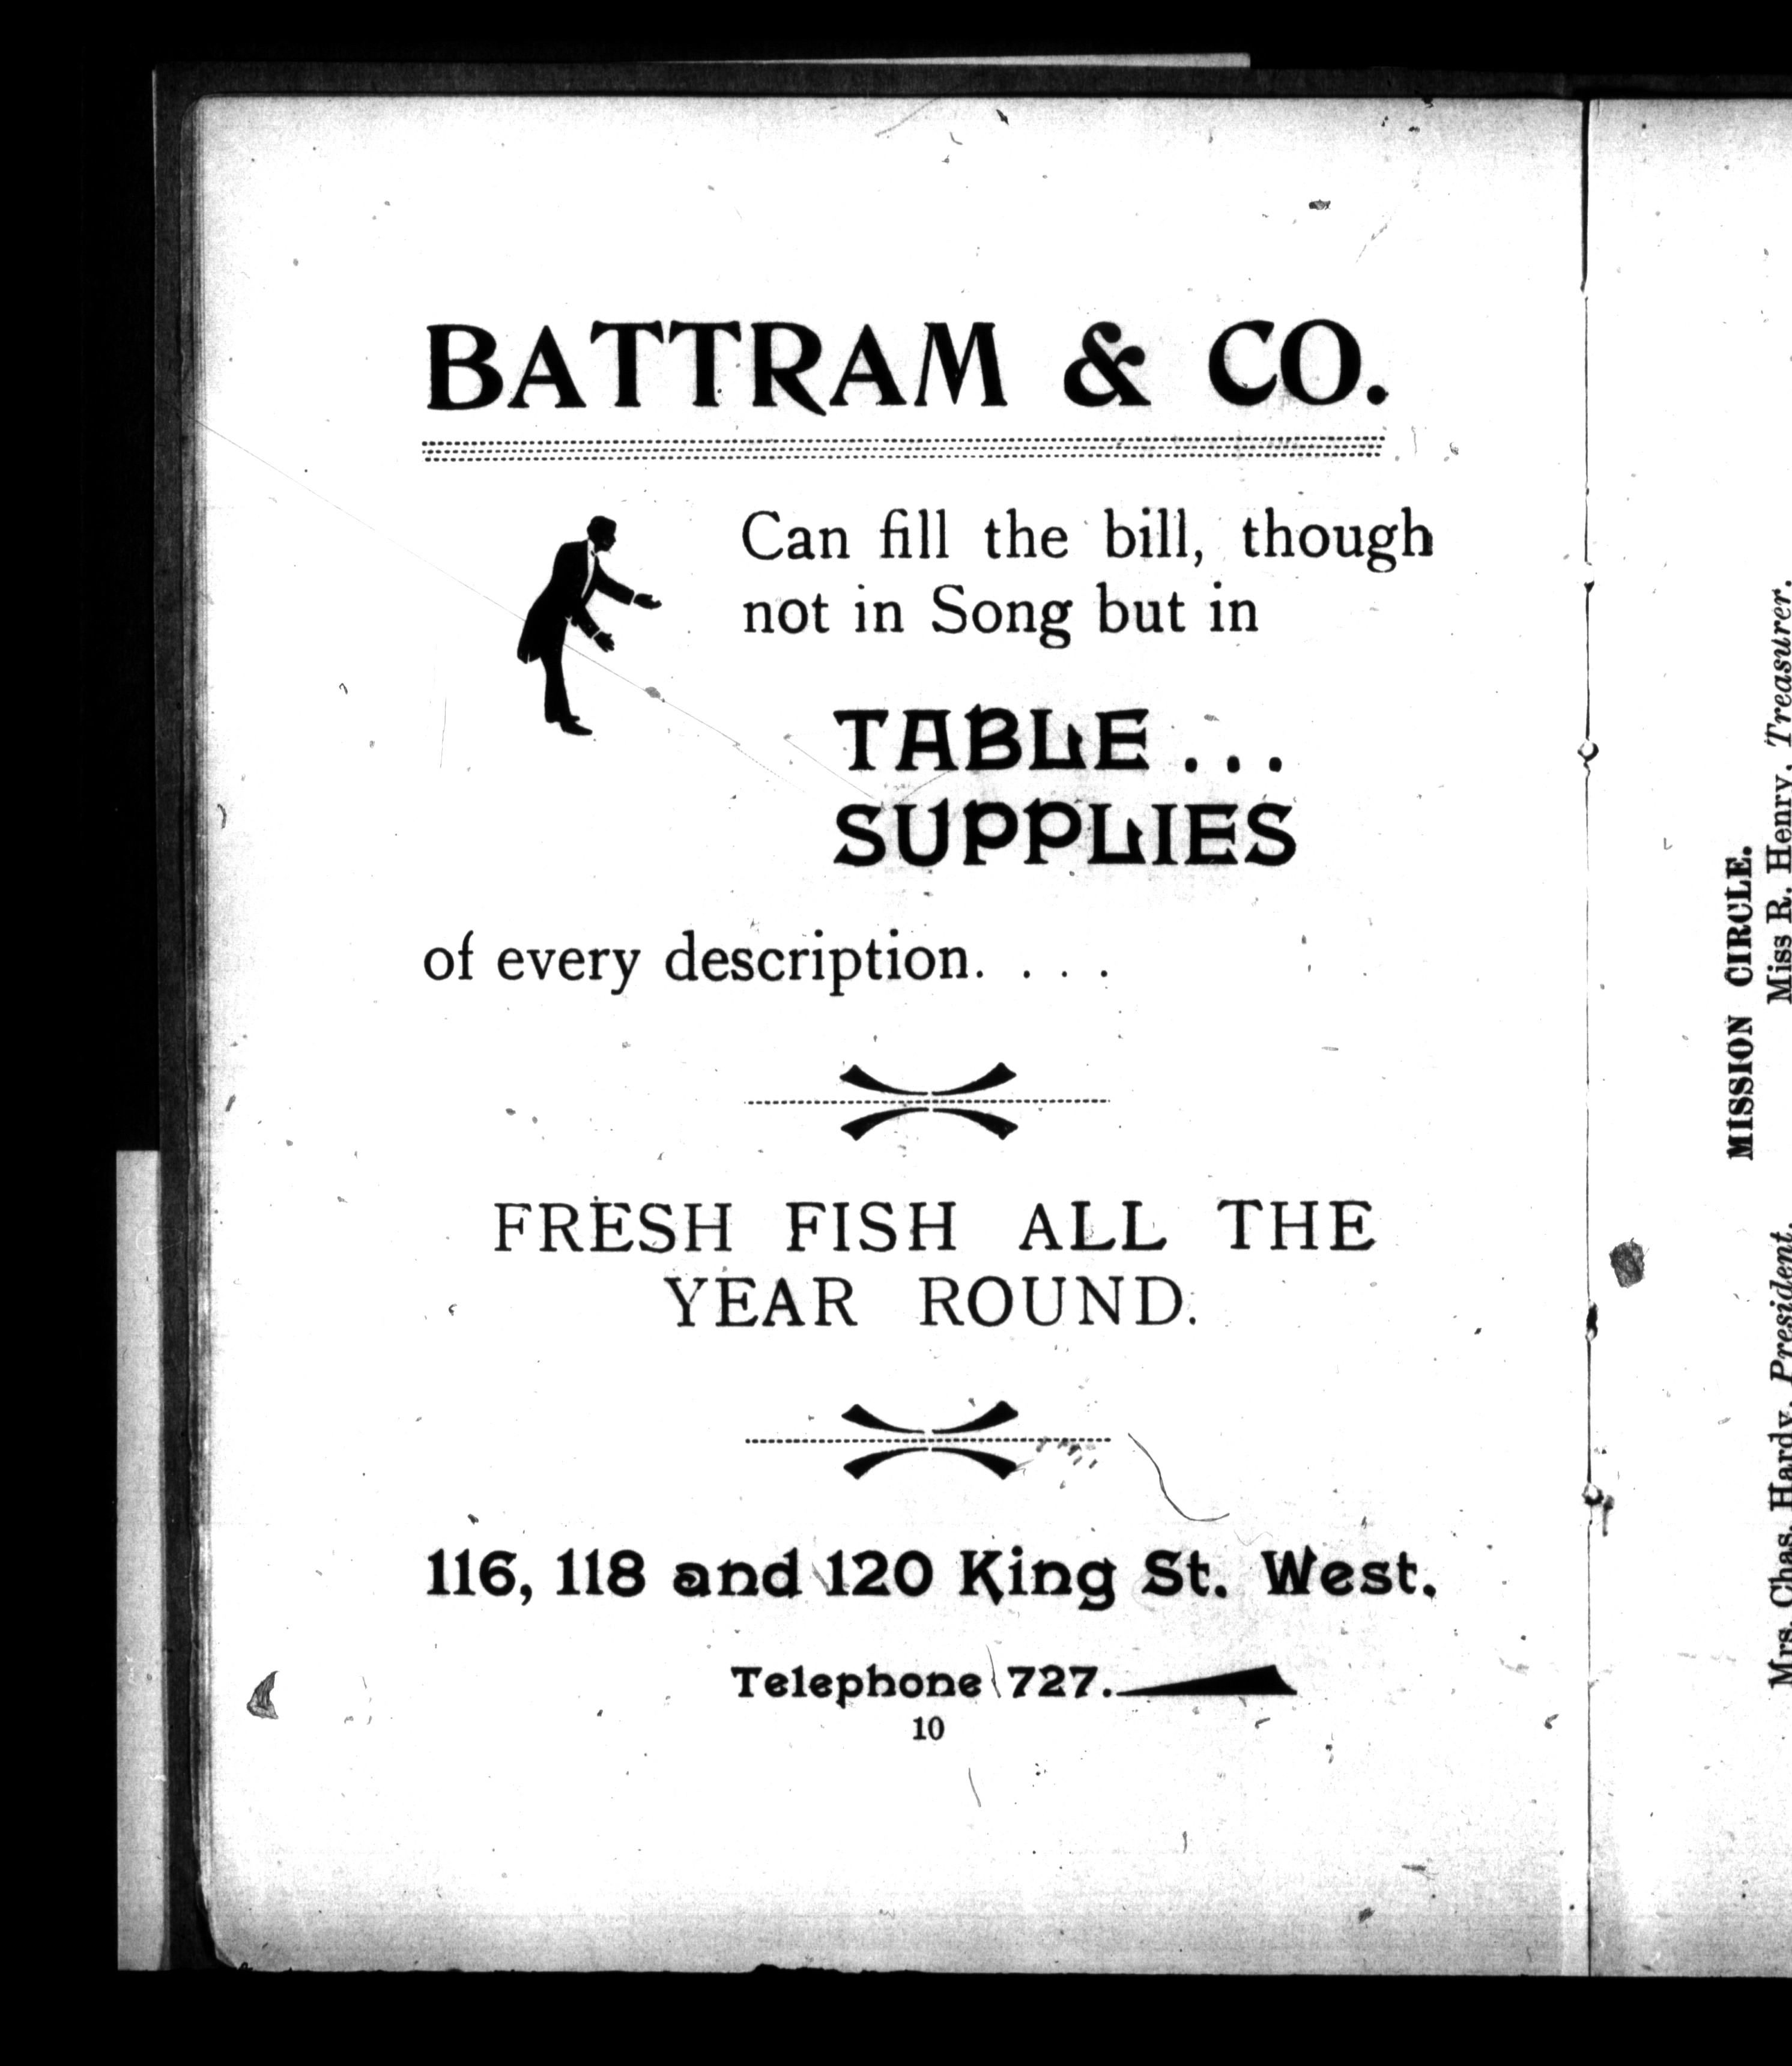 BATTRAM & CO.
Can fill the bill, though
not in Song but in
TABLE ...
SUPPLIES
of every description. . . .
FRESH FISH ALL THE
YEAR ROUND.
116, 118 and 120 King St. West.
Telephone 727.
10
MISSION CIRCLE.
Mrs. Chas. Hardy, President.
Miss R. Henry, Treasurer.